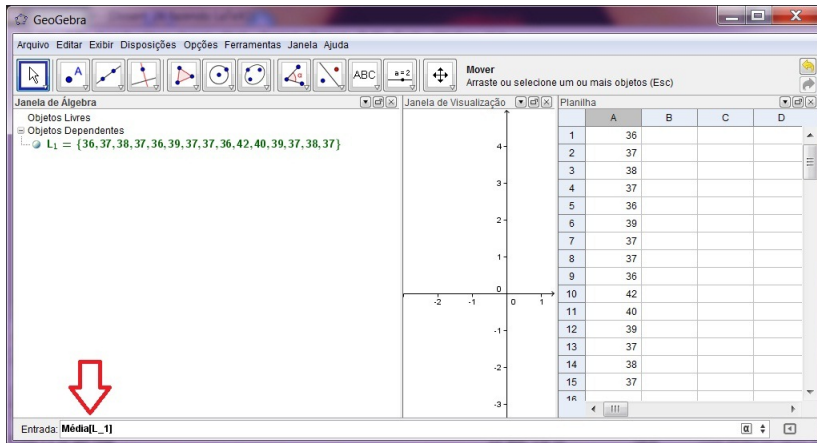 GeoGebra
Arquivo Editar Exibir Disposições Opções Ferramentas Janela Ajuda
ABC a=2 Mover
Arraste ou selecione um ou mais objetos (Esc)
Janela de Álgebra
Janela de Visualização
Planilha
Objetos Livres
Objetos Dependentes
L1 = {36,37,38,37,36,39,37,37,36,42,40,39,37,38,37}
4
3
2
1
0
-2 -1 0 1
-1
-2
-3
A B C D
1 36
2 37
3 38
4 37
5 36
6 39
7 37
8 37
9 36
10 42
11 40
12 39
13 37
14 38
15 37
16
Entrada: Média[L_1]
α